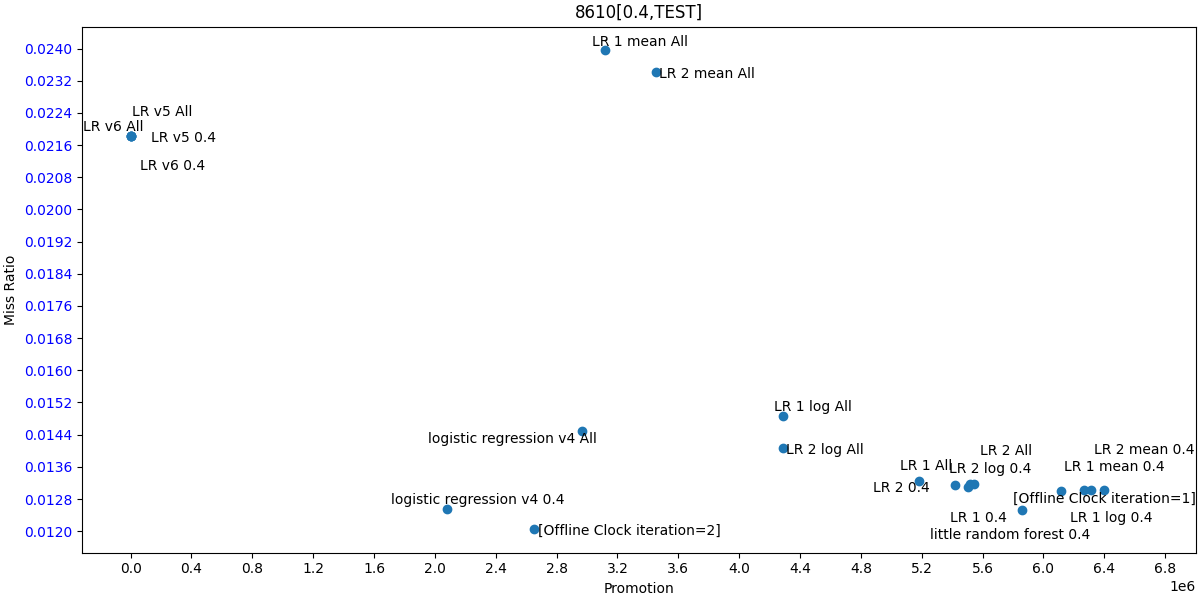 8610[0.4,TEST]
Miss Ratio
0.0240
0.0232
0.0224
0.0216
0.0208
0.0200
0.0192
0.0184
0.0176
0.0168
0.0160
0.0152
0.0144
0.0136
0.0128
0.0120
LR 1 mean All
LR 2 mean All
LR v5 All
LR v6 All
LR v5 0.4
LR v6 0.4
LR 1 log All
logistic regression v4 All
LR 2 log All
LR 2 All
LR 2 mean 0.4
LR 1 All
LR 2 log 0.4
LR 1 mean 0.4
LR 2 0.4
logistic regression v4 0.4
[Offline Clock iteration=1]
LR 1 0.4
LR 1 log 0.4
[Offline Clock iteration=2]
little random forest 0.4
0.0 0.4 0.8 1.2 1.6 2.0 2.4 2.8 3.2 3.6 4.0 4.4 4.8 5.2 5.6 6.0 6.4 6.8
1e6
Promotion